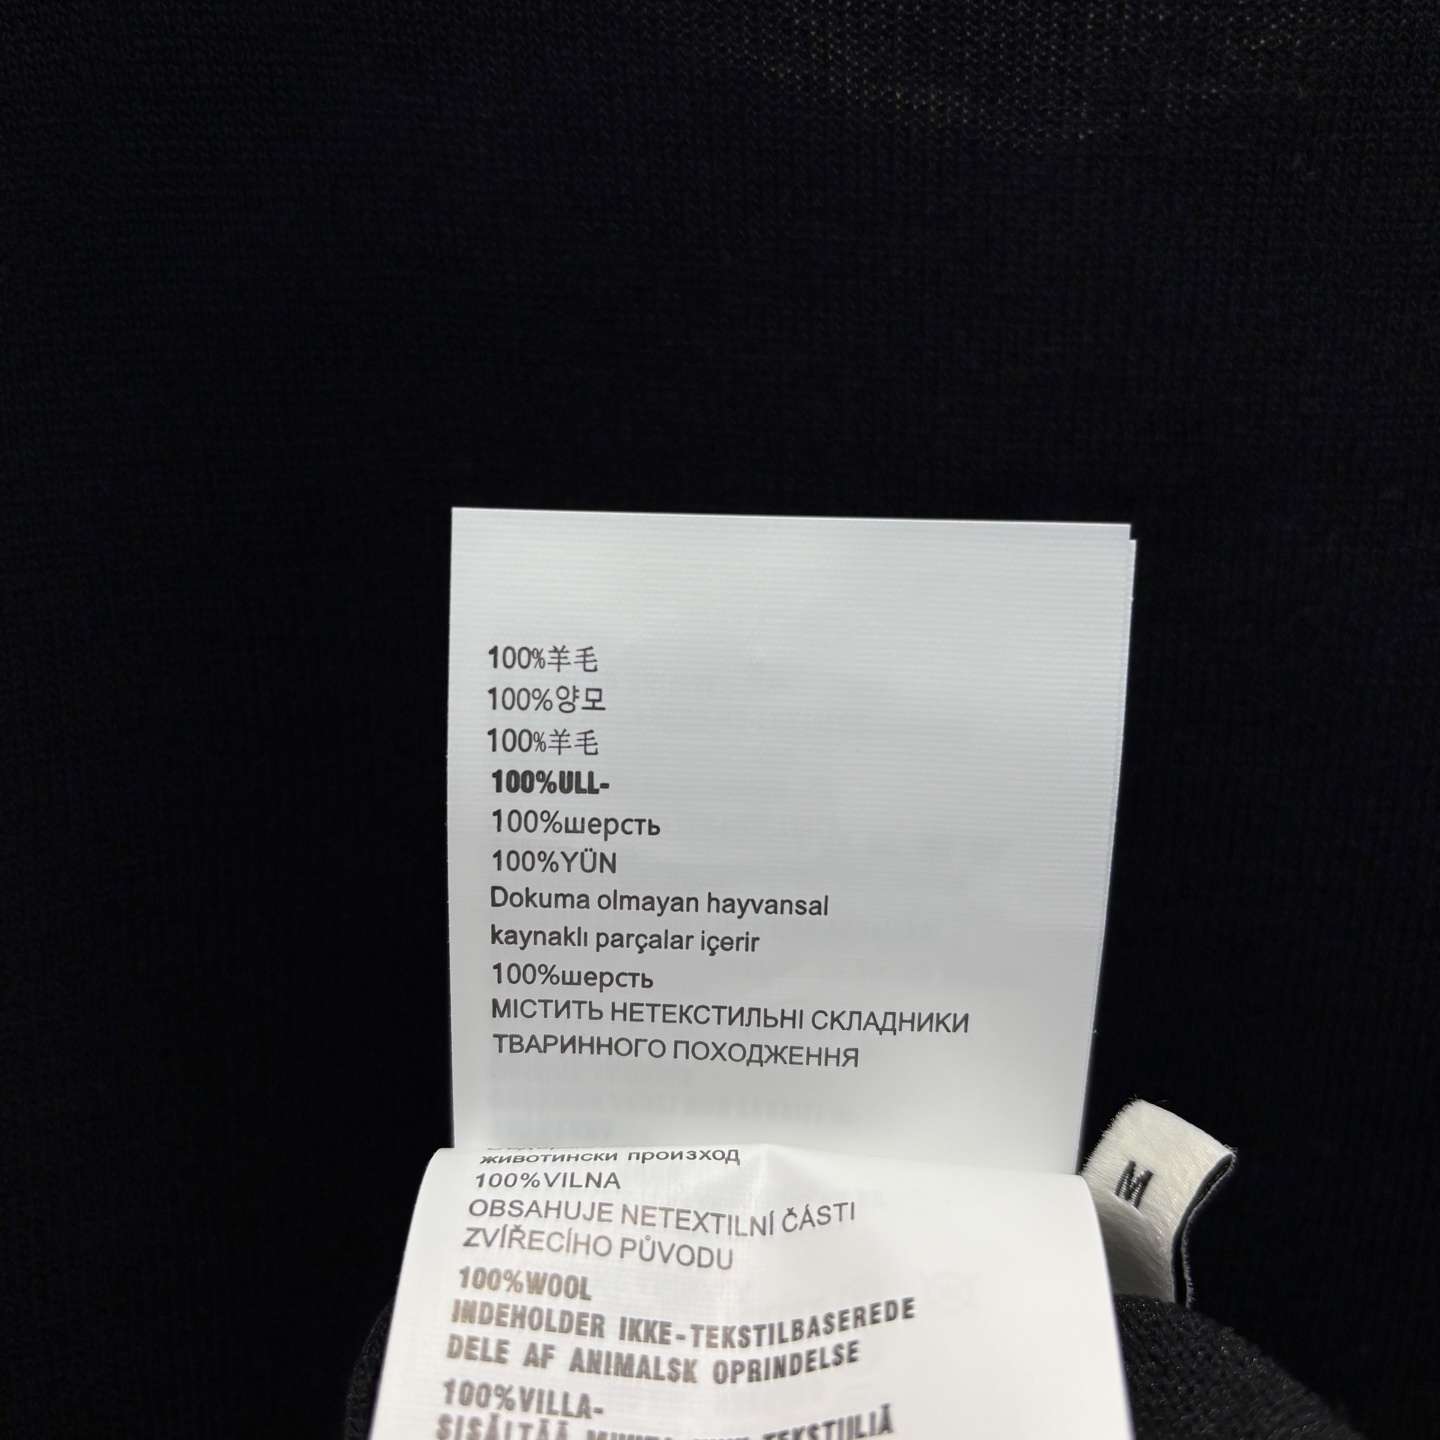 100%羊毛
100%양모
100%羊毛
100%ULL-
100%шерсть
100%YÜN
Dokuma olmayan hayvansal
kaynaklı parçalar içerir
100%шерсть
МІСТИТЬ НЕТЕКСТИЛЬНІ СКЛАДНИКИ
ТВАРИННОГО ПОХОДЖЕННЯ
животински произход
100%VILNA
OBSAHUJE NETEXTILNÍ ČÁSTI
ZVÍŘECÍHO PŮVODU
100%WOOL
INDEHOLDER IKKE-TEKSTILBASEREDE
DELE AF ANIMALSK OPRINDELSE
100%VILLA-
SISÄLTÄÄ
M